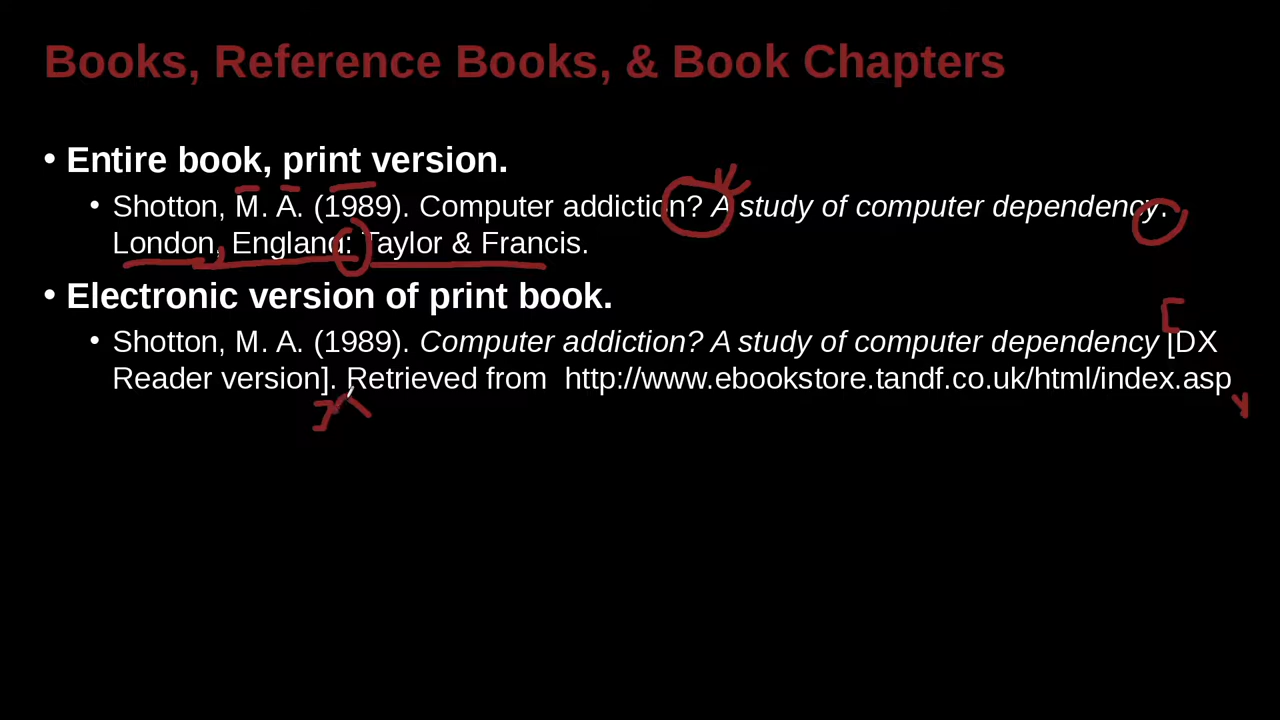 Books, Reference Books, & Book Chapters
• Entire book, print version.
• Shotton, M. A. (1989). Computer addiction? A study of computer dependency.
London, England: Taylor & Francis.
• Electronic version of print book.
• Shotton, M. A. (1989). Computer addiction? A study of computer dependency [DX
Reader version]. Retrieved from http://www.ebookstore.tandf.co.uk/html/index.asp